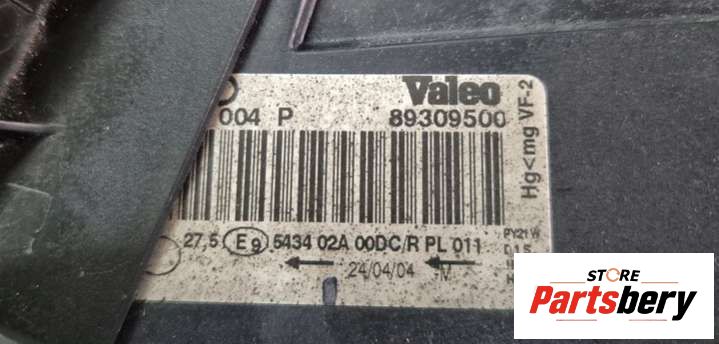 Valeo
004 P 89309500
27,5 E9 5434 02A 00DC/R PL 011
24/04/04 M
Hg<mg VF-2
PY21W
D1S
STORE
Partsbery